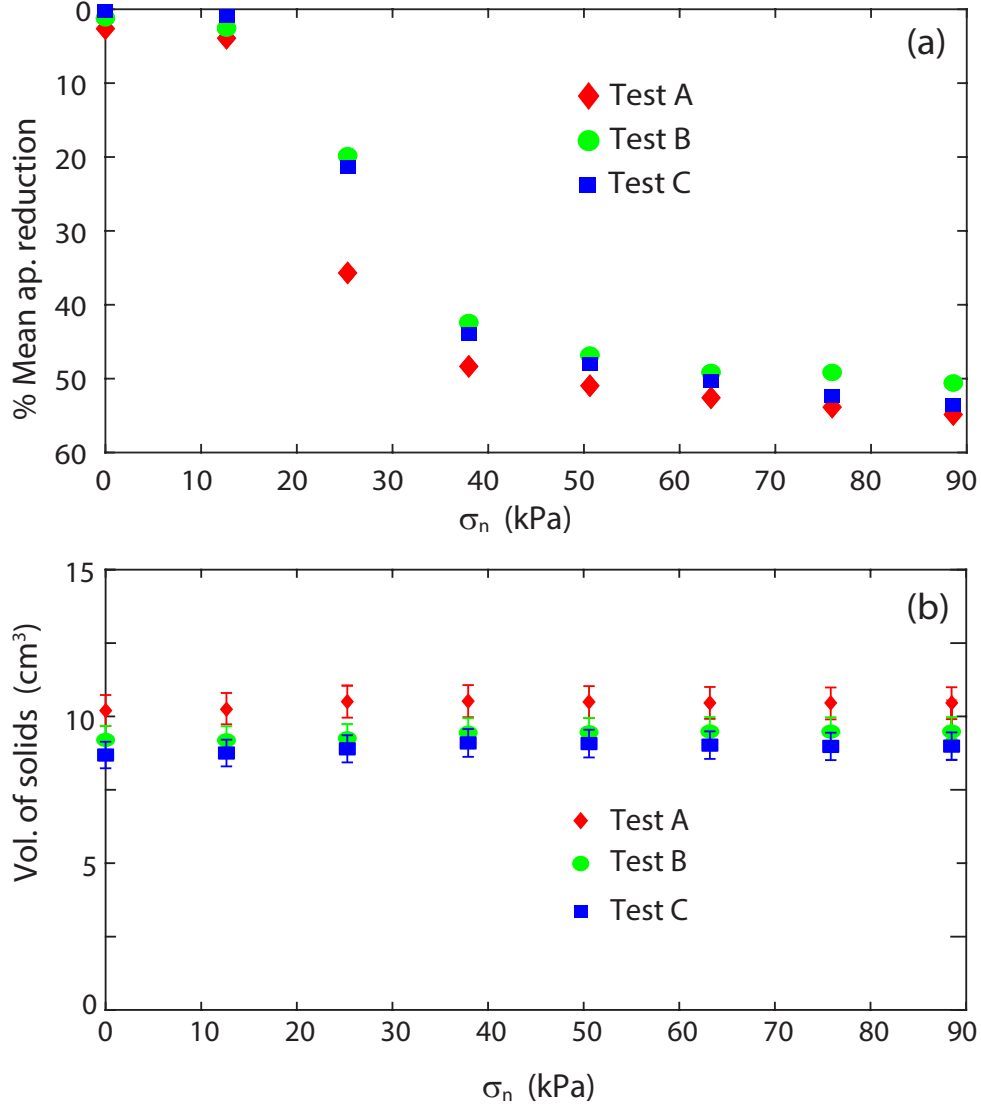 (a)
% Mean ap. reduction
0
10
20
30
40
50
60
Test A
Test B
Test C
0 10 20 30 40 50 60 70 80 90
σn (kPa)
(b)
Vol. of solids (cm³)
15
10
5
0
Test A
Test B
Test C
0 10 20 30 40 50 60 70 80 90
σn (kPa)